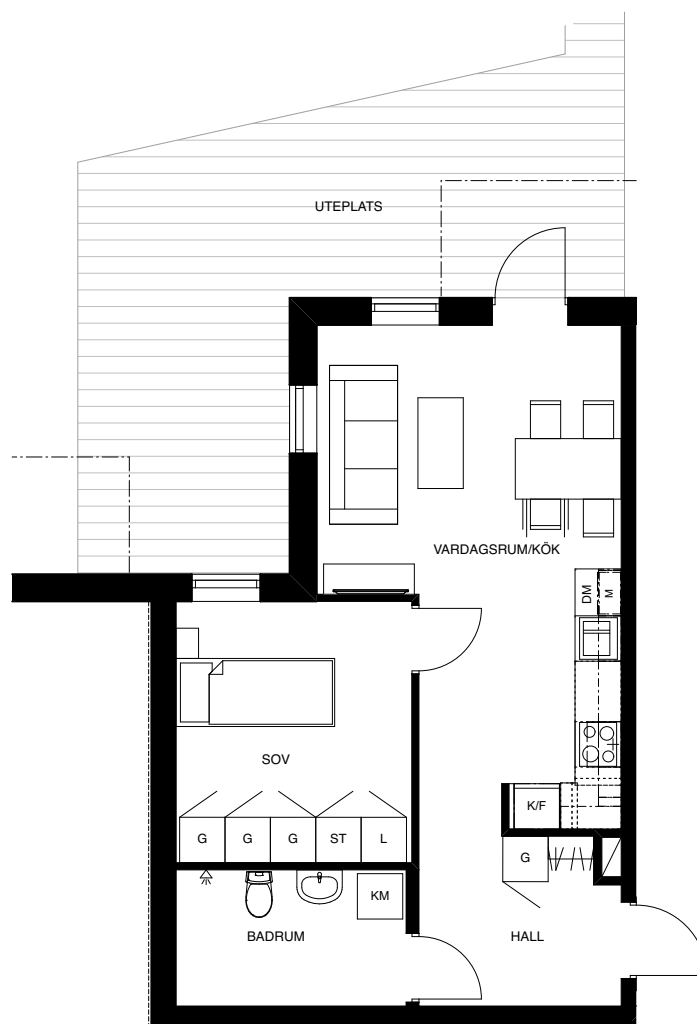 UTEPLATS
VARDAGSRUM/KÖK
DM
M
SOV
K/F
G
G
G
ST
L
G
KM
BADRUM
HALL